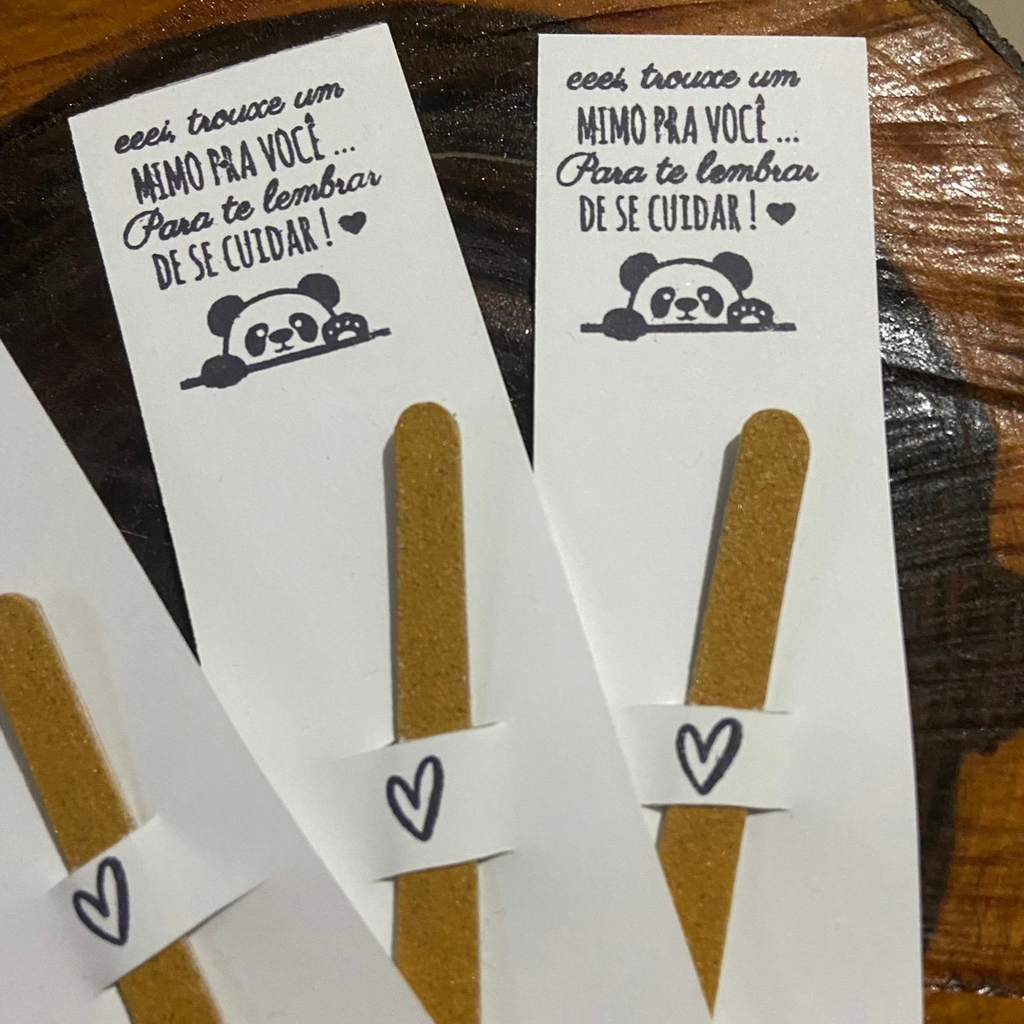 eeei, trouxe um
MIMO PRA VOCÊ ...
Para te lembrar
DE SE CUIDAR !
eeei, trouxe um
MIMO PRA VOCÊ ...
Para te lembrar
DE SE CUIDAR !